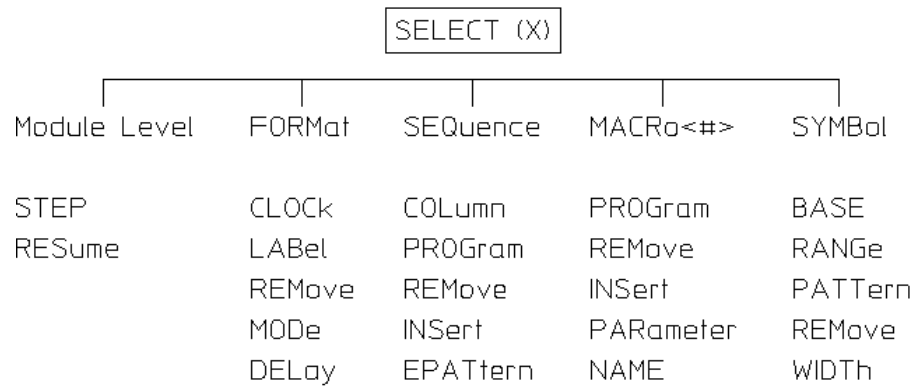 SELECT (X)
Module Level FORMat SEQuence MACRo<#> SYMBol
STEP CLOCk COLumn PROGram BASE
RESume LABel PROGram REMove RANGe
REMove REMove INSert PATTern
MODe INSert PARameter REMove
DELay EPATtern NAME WIDTh